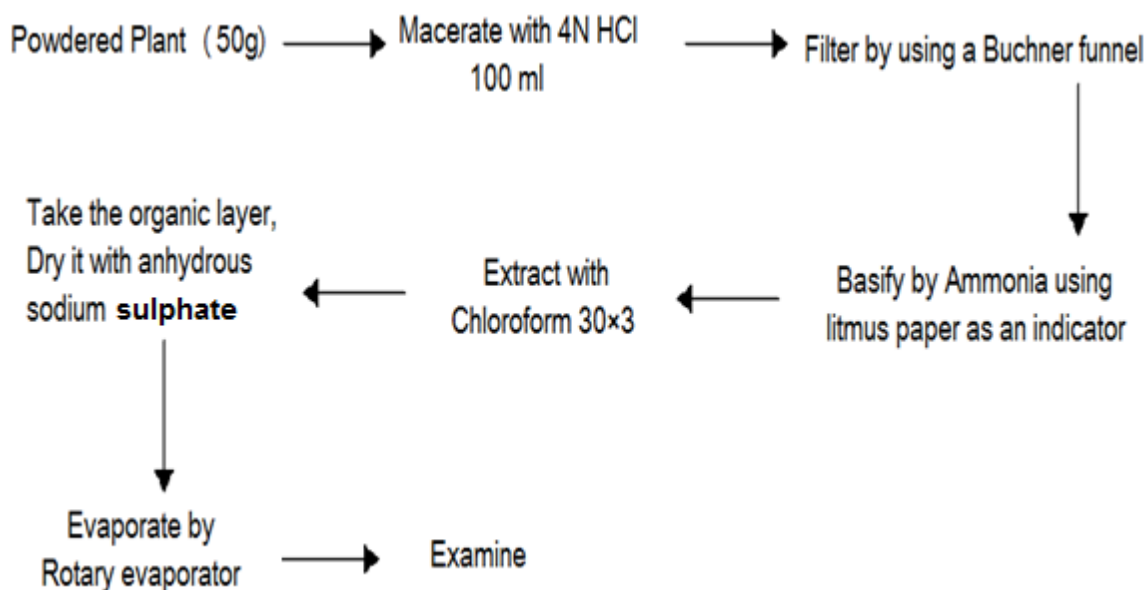 Powdered Plant ( 50g)
Macerate with 4N HCl
100 ml
Filter by using a Buchner funnel
Basify by Ammonia using
litmus paper as an indicator
Extract with
Chloroform 30×3
Take the organic layer,
Dry it with anhydrous
sodium sulphate
Evaporate by
Rotary evaporator
Examine